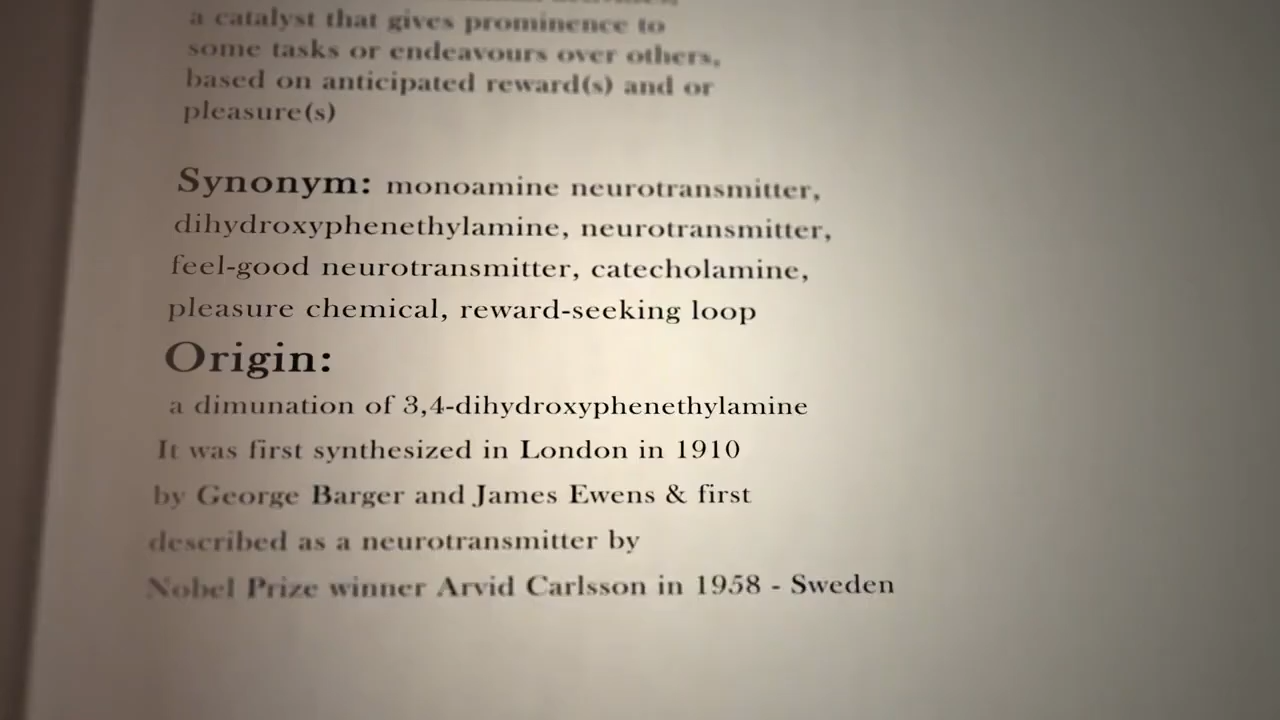 a catalyst that gives prominence to
some tasks or endeavours over others,
based on anticipated reward(s) and or
pleasure(s)
Synonym: monoamine neurotransmitter,
dihydroxyphenethylamine, neurotransmitter,
feel-good neurotransmitter, catecholamine,
pleasure chemical, reward-seeking loop
Origin:
a dimunation of 3,4-dihydroxyphenethylamine
It was first synthesized in London in 1910
by George Barger and James Ewens & first
described as a neurotransmitter by
Nobel Prize winner Arvid Carlsson in 1958 - Sweden